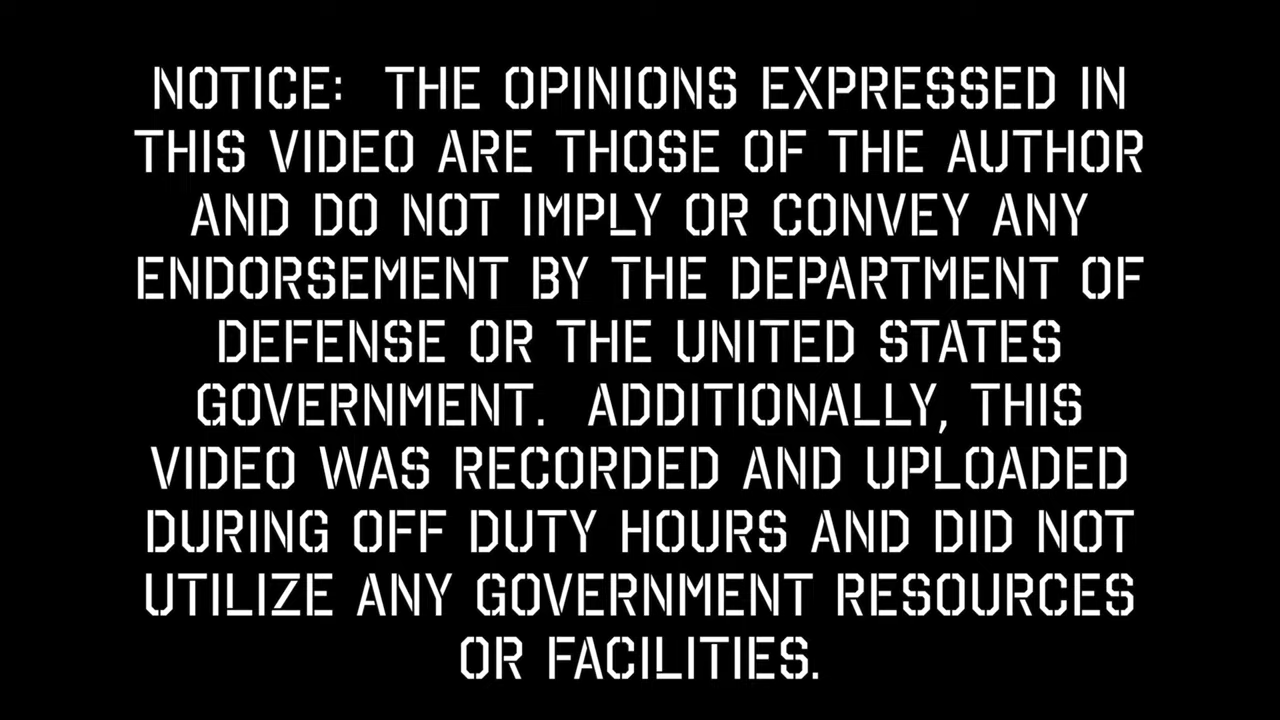 NOTICE:  THE OPINIONS EXPRESSED IN
THIS VIDEO ARE THOSE OF THE AUTHOR
AND DO NOT IMPLY OR CONVEY ANY
ENDORSEMENT BY THE DEPARTMENT OF
DEFENSE OR THE UNITED STATES
GOVERNMENT.  ADDITIONALLY, THIS
VIDEO WAS RECORDED AND UPLOADED
DURING OFF DUTY HOURS AND DID NOT
UTILIZE ANY GOVERNMENT RESOURCES
OR FACILITIES.